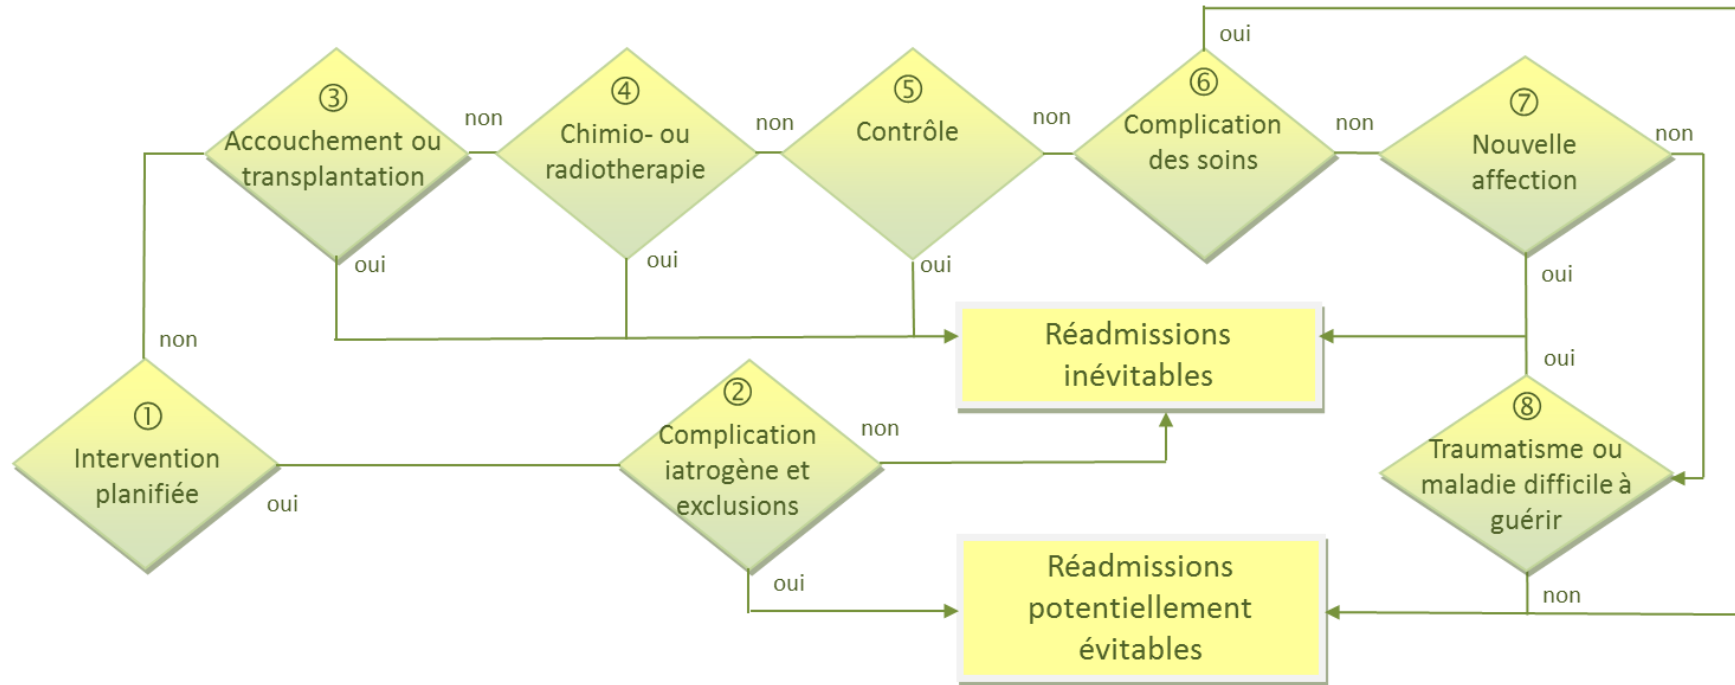 oui
③
Accouchement ou
transplantation
non
④
Chimio- ou
radiotherapie
non
⑤
Contrôle
non
⑥
Complication
des soins
non
⑦
Nouvelle
affection
non
oui
oui
oui
oui
non
Réadmissions
inévitables
oui
①
Intervention
planifiée
oui
②
Complication
iatrogène et
exclusions
non
⑧
Traumatisme ou
maladie difficile à
guérir
oui
Réadmissions
potentiellement
évitables
non